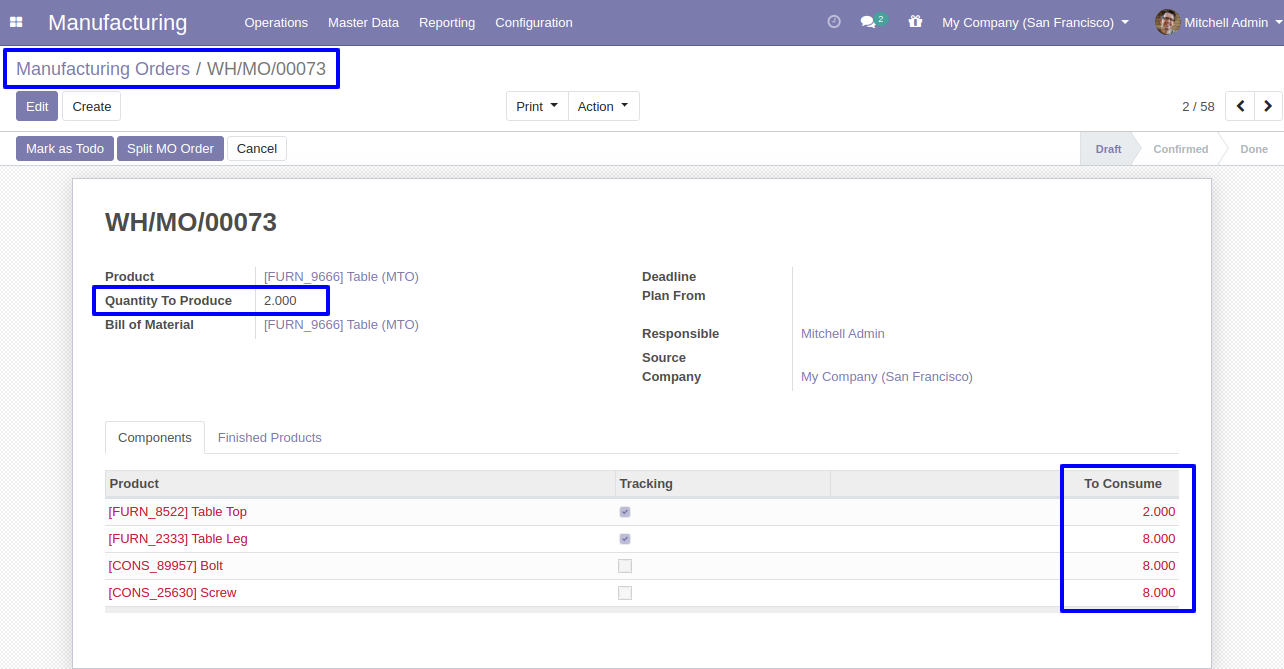 Manufacturing Operations Master Data Reporting Configuration 2 My Company (San Francisco) Mitchell Admin
Manufacturing Orders / WH/MO/00073
Edit Create Print Action 2 / 58
Mark as Todo Split MO Order Cancel Draft Confirmed Done
WH/MO/00073
Product [FURN_9666] Table (MTO)
Quantity To Produce 2.000
Bill of Material [FURN_9666] Table (MTO)
Deadline
Plan From
Responsible Mitchell Admin
Source
Company My Company (San Francisco)
Components Finished Products
Product Tracking To Consume
[FURN_8522] Table Top 2.000
[FURN_2333] Table Leg 8.000
[CONS_89957] Bolt 8.000
[CONS_25630] Screw 8.000